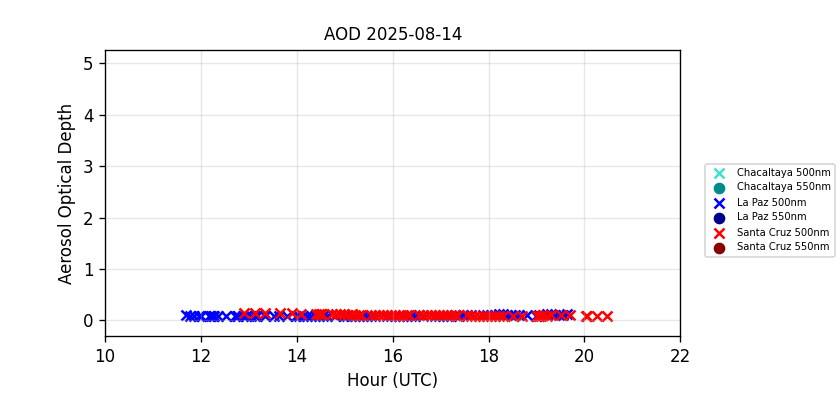 AOD 2025-08-14
5
4
3
2
1
0
Aerosol Optical Depth
10 12 14 16 18 20 22
Hour (UTC)
Chacaltaya 500nm
Chacaltaya 550nm
La Paz 500nm
La Paz 550nm
Santa Cruz 500nm
Santa Cruz 550nm